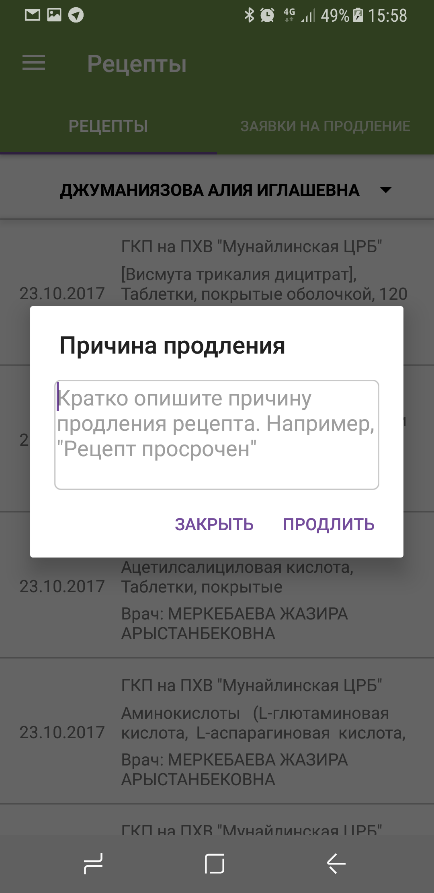 4G 49% 15:58
Рецепты
РЕЦЕПТЫ ЗАЯВКИ НА ПРОДЛЕНИЕ
ДЖУМАНИЯЗОВА АЛИЯ ИГЛАШЕВНА
ГКП на ПХВ "Мунайлинская ЦРБ"
[Висмута трикалия дицитрат],
23.10.2017 Таблетки, покрытые оболочкой, 120
Причина продления
Кратко опишите причину
продления рецепта. Например,
"Рецепт просрочен"
ЗАКРЫТЬ ПРОДЛИТЬ
Ацетилсалициловая кислота,
23.10.2017 Таблетки, покрытые
Врач: МЕРКЕБАЕВА ЖАЗИРА
АРЫСТАНБЕКОВНА
ГКП на ПХВ "Мунайлинская ЦРБ"
Аминокислоты (L-глютаминовая
23.10.2017 кислота, L-аспарагиновая кислота,
Врач: МЕРКЕБАЕВА ЖАЗИРА
АРЫСТАНБЕКОВНА
ГКП на ПХВ "Мунайлинская ЦРБ"